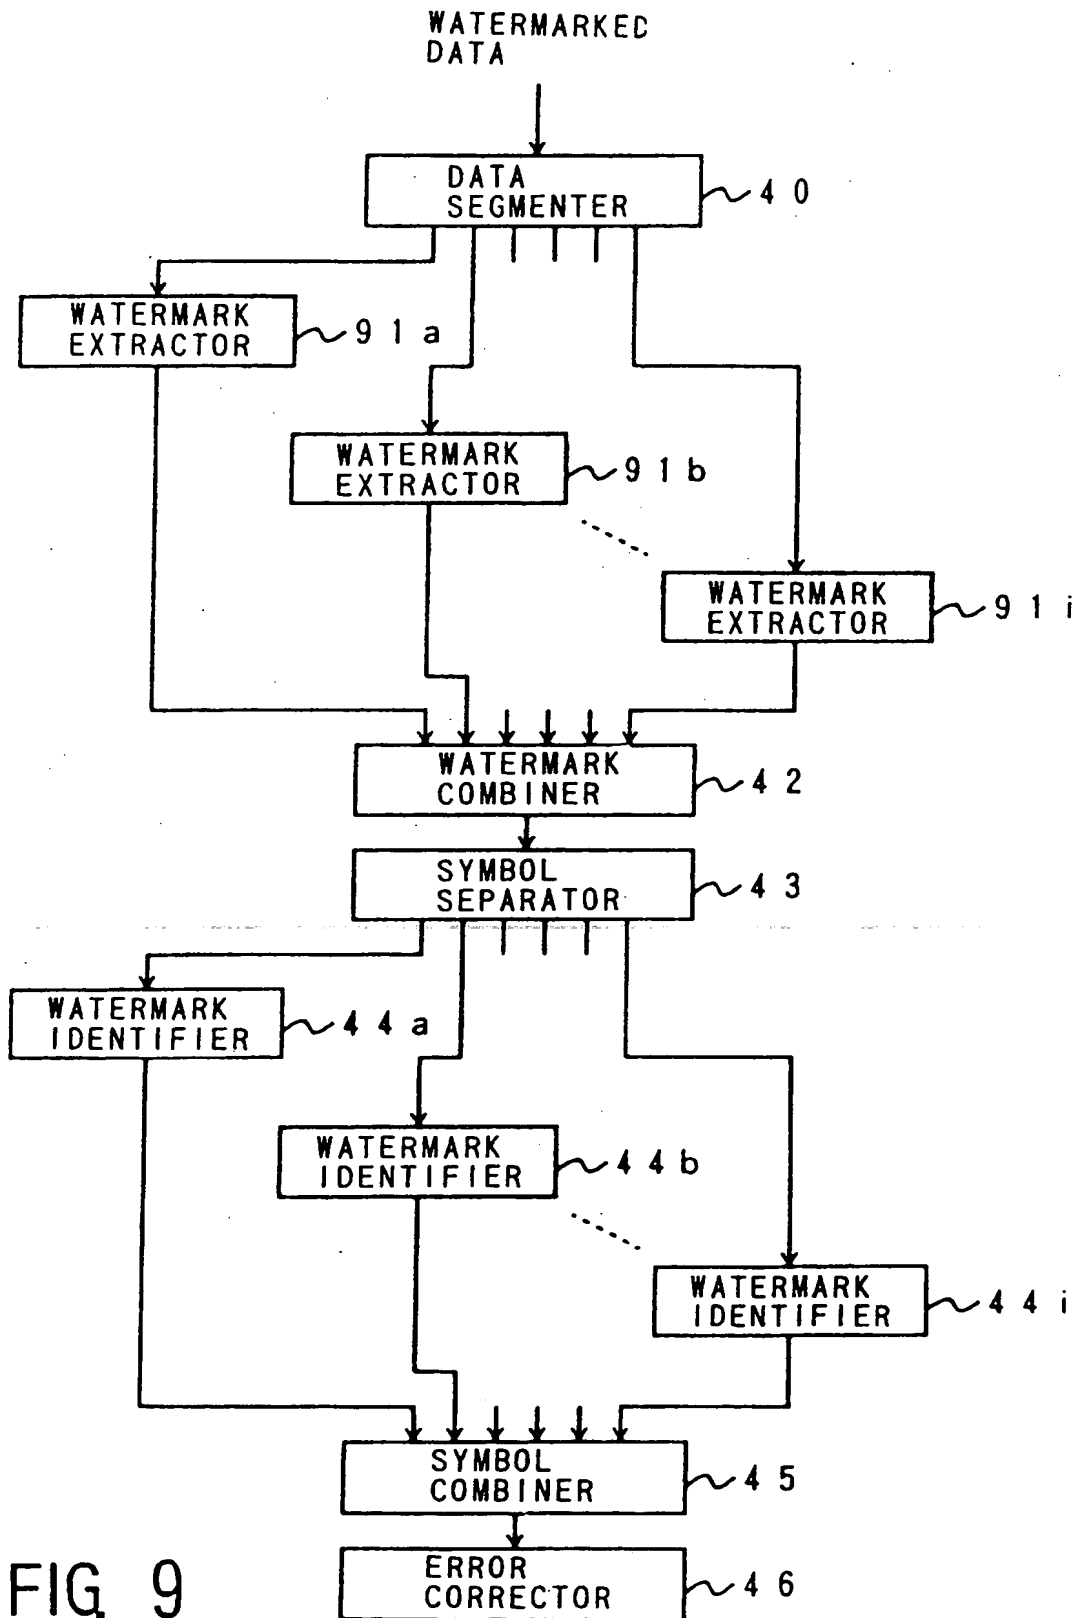 WATERMARKED
DATA
DATA
SEGMENTER
40
WATERMARK
EXTRACTOR
91a
WATERMARK
EXTRACTOR
91b
WATERMARK
EXTRACTOR
91i
WATERMARK
COMBINER
42
SYMBOL
SEPARATOR
43
WATERMARK
IDENTIFIER
44a
WATERMARK
IDENTIFIER
44b
WATERMARK
IDENTIFIER
44i
SYMBOL
COMBINER
45
ERROR
CORRECTOR
46
FIG. 9